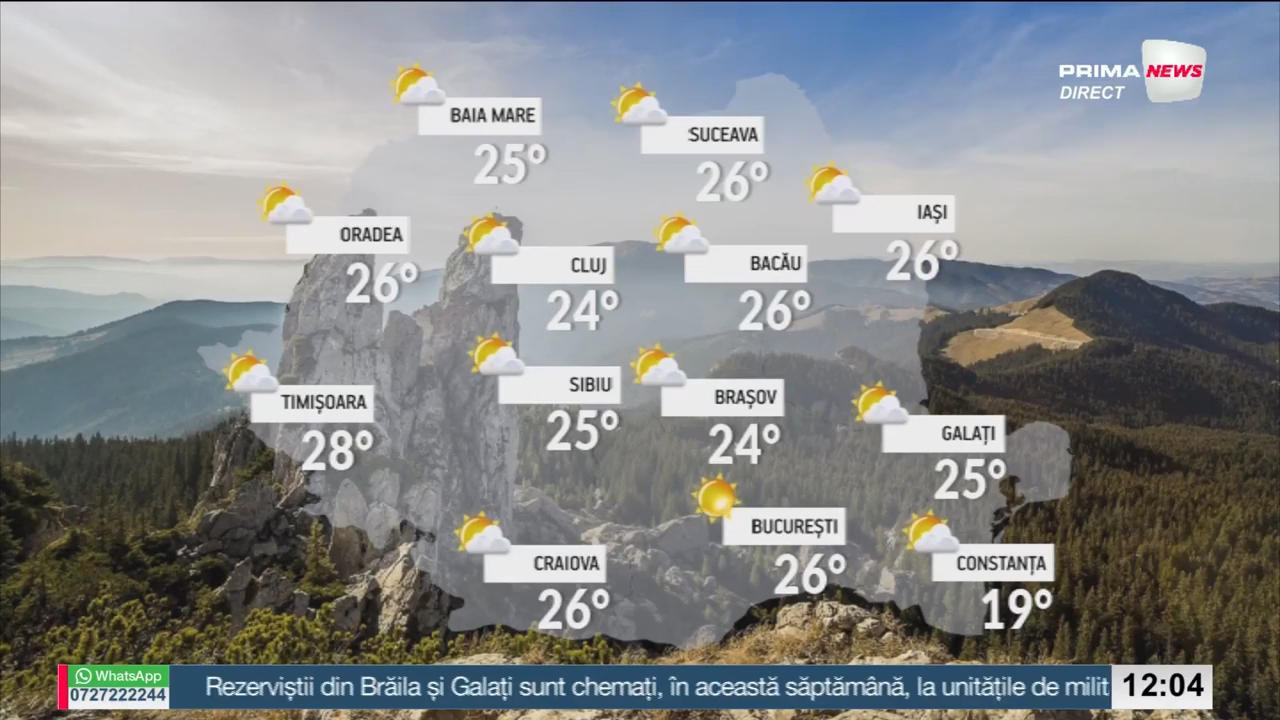 PRIMA NEWS
DIRECT
BAIA MARE
25°
SUCEAVA
26°
IAȘI
26°
ORADEA
26°
CLUJ
24°
BACĂU
26°
TIMIȘOARA
28°
SIBIU
25°
BRAȘOV
24°
GALAȚI
25°
BUCUREȘTI
26°
CRAIOVA
26°
CONSTANȚA
19°
WhatsApp
0727222244
Rezerviștii din Brăila și Galați sunt chemați, în această săptămână, la unitățile de milit
12:04